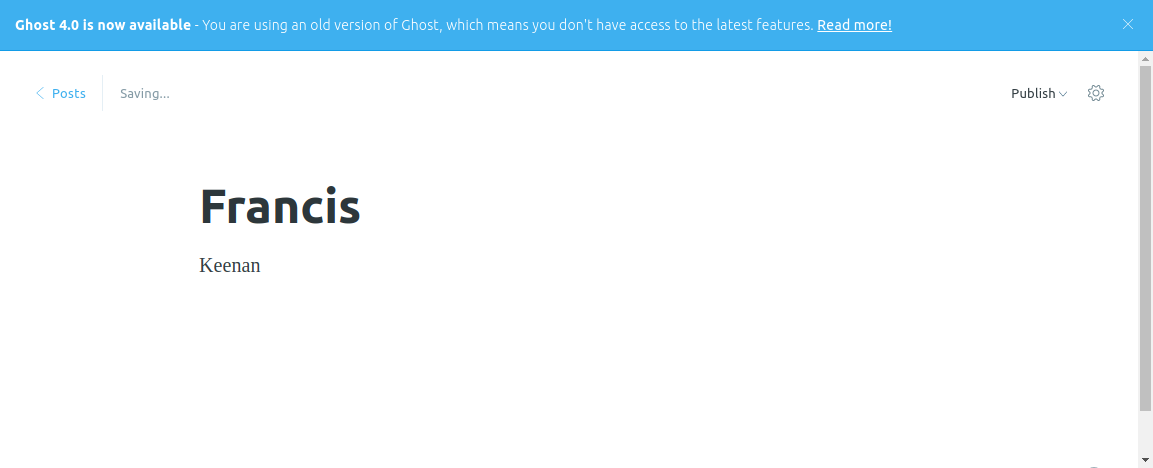 Ghost 4.0 is now available - You are using an old version of Ghost, which means you don't have access to the latest features. Read more!
Posts
Saving...
Publish
Francis
Keenan